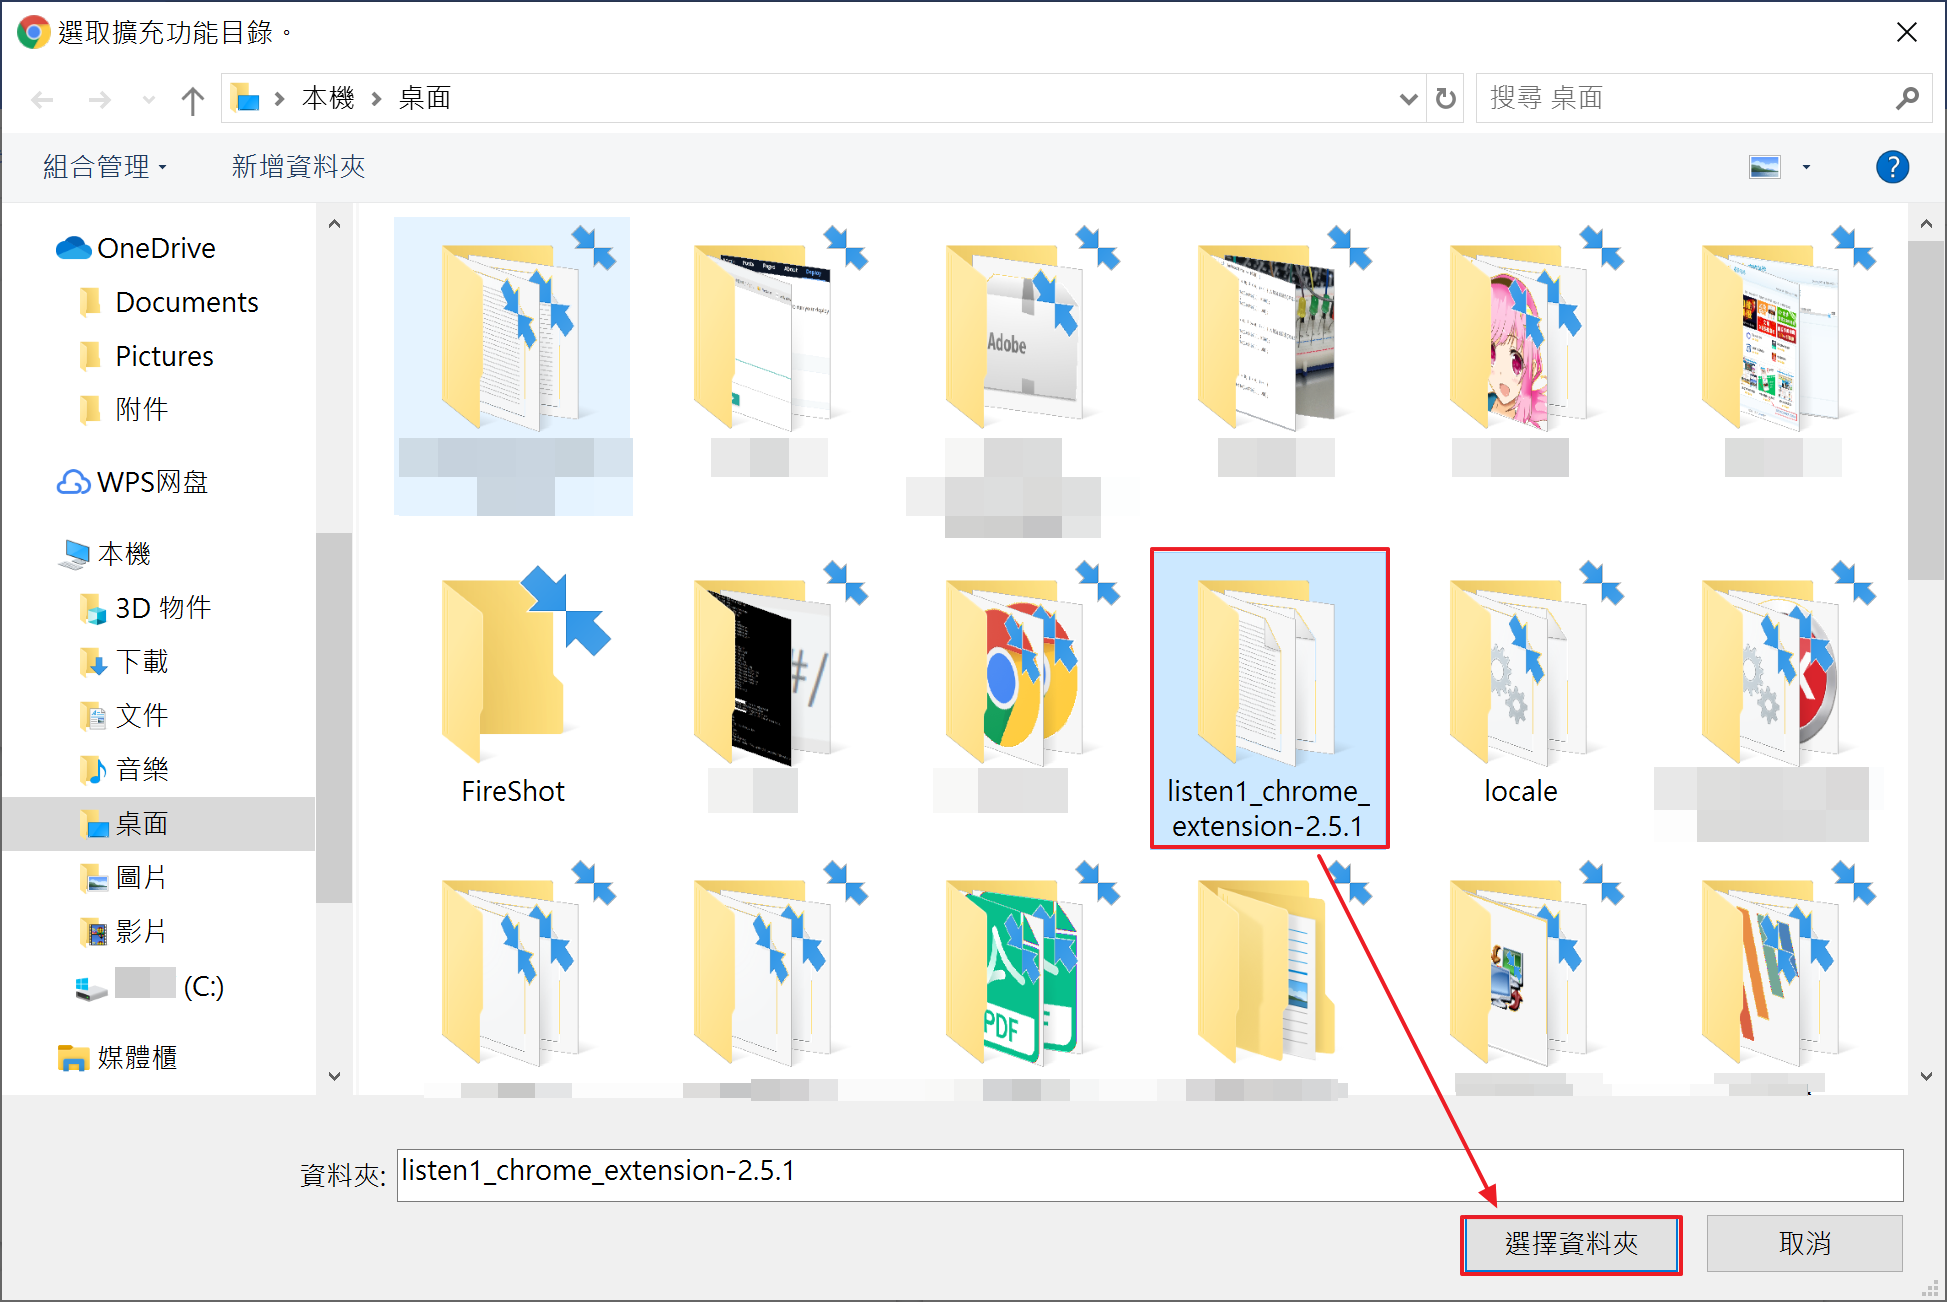 選取擴充功能目錄。
本機 桌面
搜尋 桌面
組合管理
新增資料夾
OneDrive
Documents
Pictures
附件
WPS网盘
本機
3D 物件
下載
文件
音樂
桌面
圖片
影片
(C:)
媒體櫃
Adobe
#/
FireShot
listen1_chrome_
extension-2.5.1
locale
PDF
資料夾:
listen1_chrome_extension-2.5.1
選擇資料夾
取消